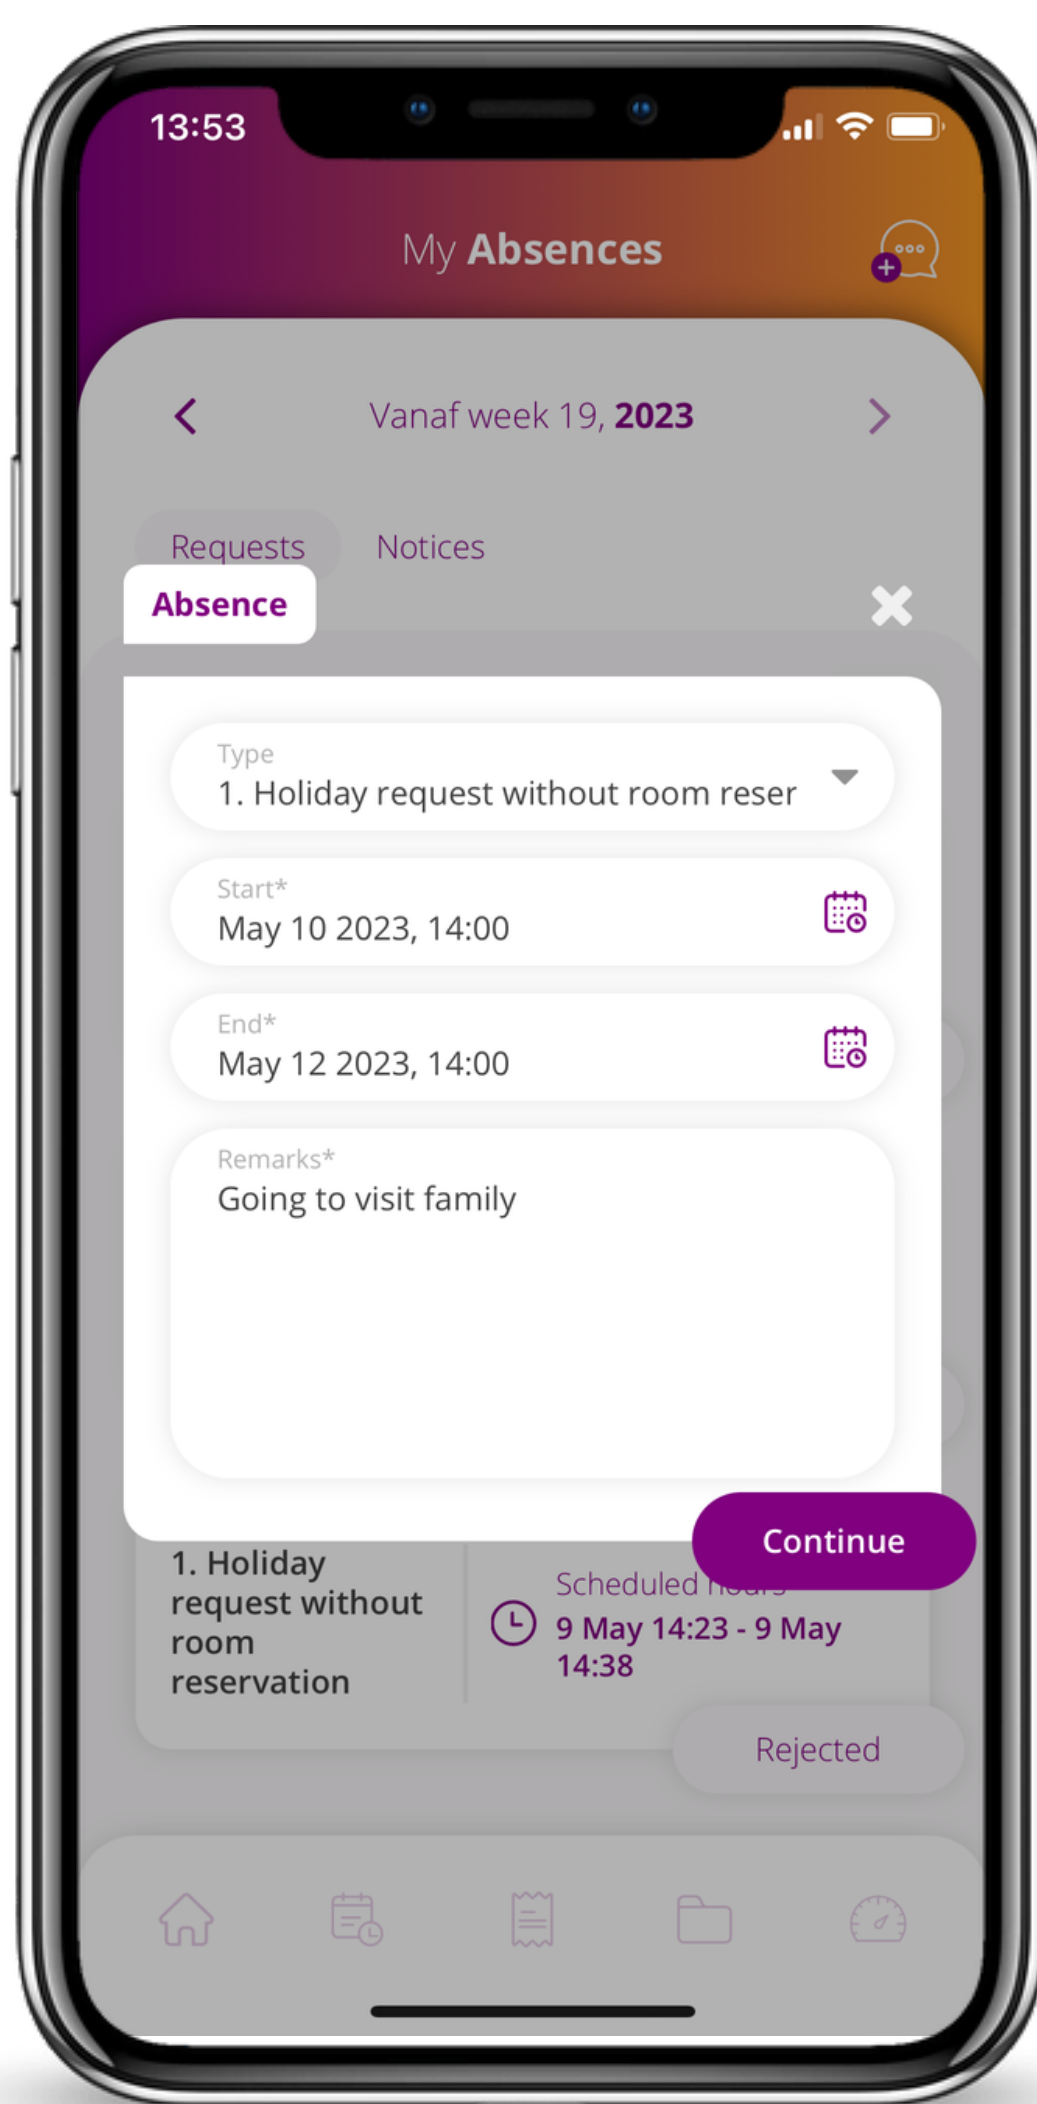 13:53
My Absences
Vanaf week 19, 2023
Requests
Notices
Absence
Type
1. Holiday request without room reser
Start*
May 10 2023, 14:00
End*
May 12 2023, 14:00
Remarks*
Going to visit family
Continue
1. Holiday
request without
room
reservation
Scheduled hours
9 May 14:23 - 9 May
14:38
Rejected